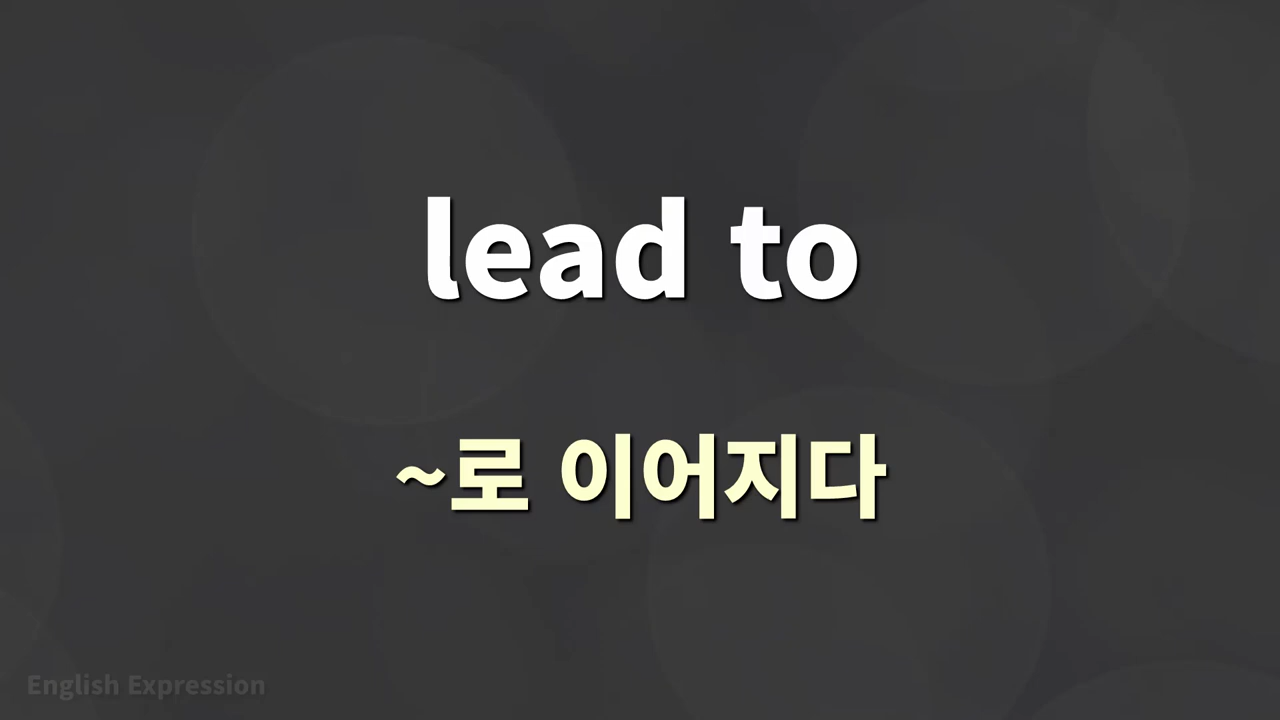 lead to
~로 이어지다
English Expression